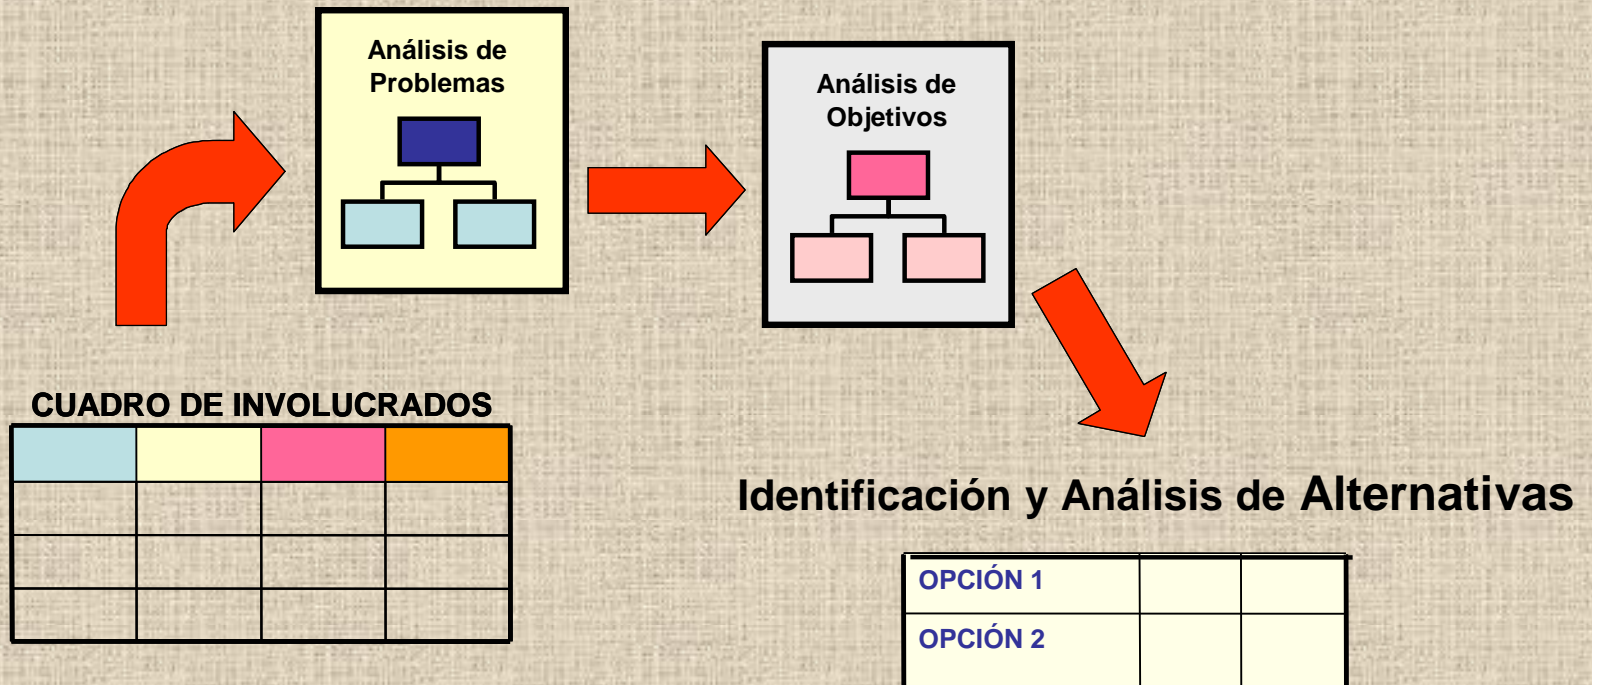 Análisis de
Problemas
Análisis de
Objetivos
CUADRO DE INVOLUCRADOS
Identificación y Análisis de Alternativas
OPCIÓN 1
OPCIÓN 2